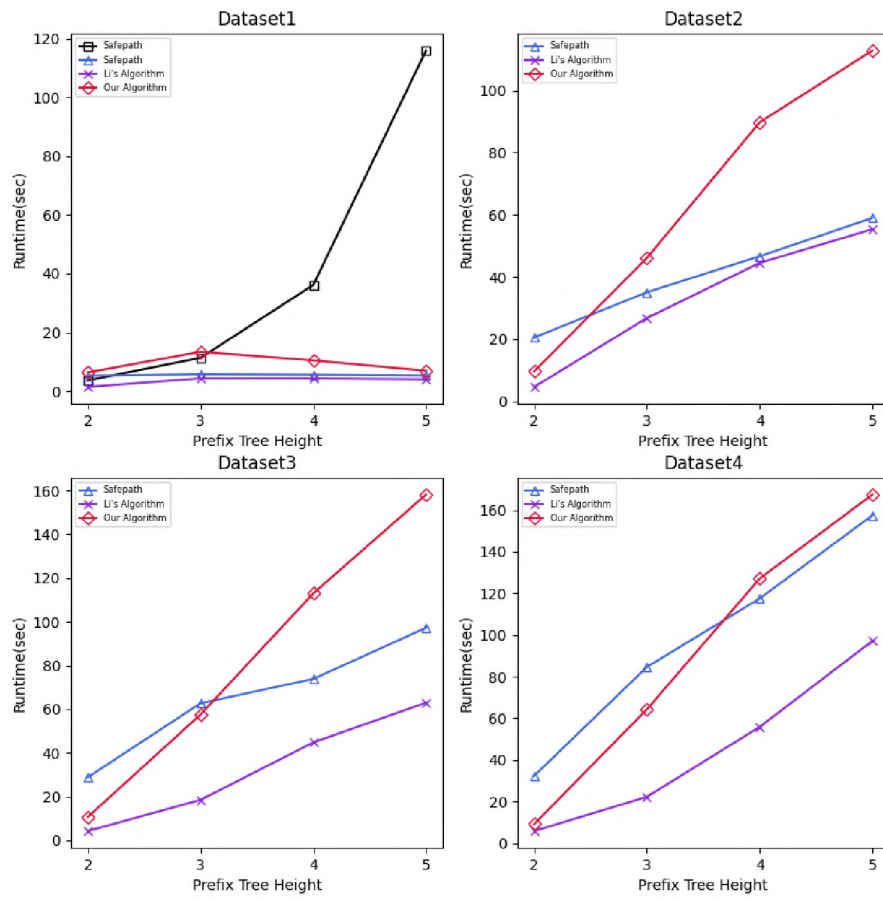 Dataset1
Safepath
Safepath
Li's Algorithm
Our Algorithm
120
100
80
60
40
20
0
Runtime(sec)
2 3 4 5
Prefix Tree Height
Dataset2
Safepath
Li's Algorithm
Our Algorithm
100
80
60
40
20
0
Runtime(sec)
2 3 4 5
Prefix Tree Height
Dataset3
Safepath
Li's Algorithm
Our Algorithm
160
140
120
100
80
60
40
20
0
Runtime(sec)
2 3 4 5
Prefix Tree Height
Dataset4
Safepath
Li's Algorithm
Our Algorithm
160
140
120
100
80
60
40
20
0
Runtime(sec)
2 3 4 5
Prefix Tree Height